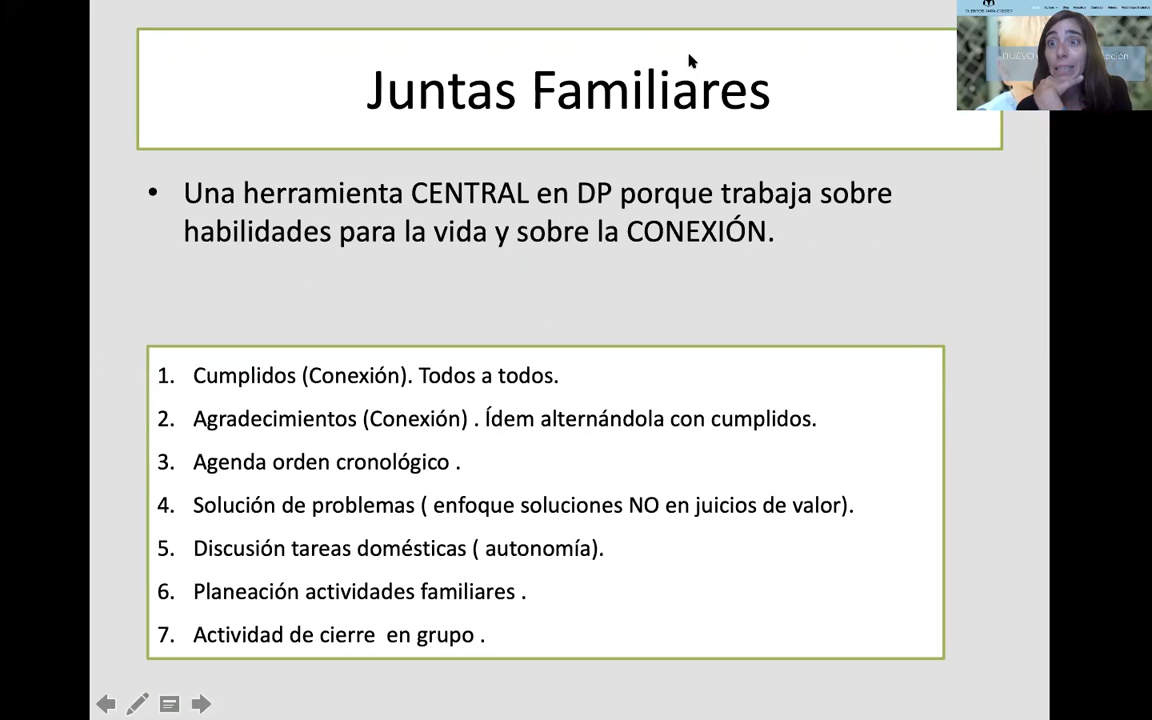 Juntas Familiares
• Una herramienta CENTRAL en DP porque trabaja sobre
habilidades para la vida y sobre la CONEXIÓN.
1. Cumplidos (Conexión). Todos a todos.
2. Agradecimientos (Conexión) . Ídem alternándola con cumplidos.
3. Agenda orden cronológico .
4. Solución de problemas ( enfoque soluciones NO en juicios de valor).
5. Discusión tareas domésticas ( autonomía).
6. Planeación actividades familiares .
7. Actividad de cierre  en grupo .
NUEVO